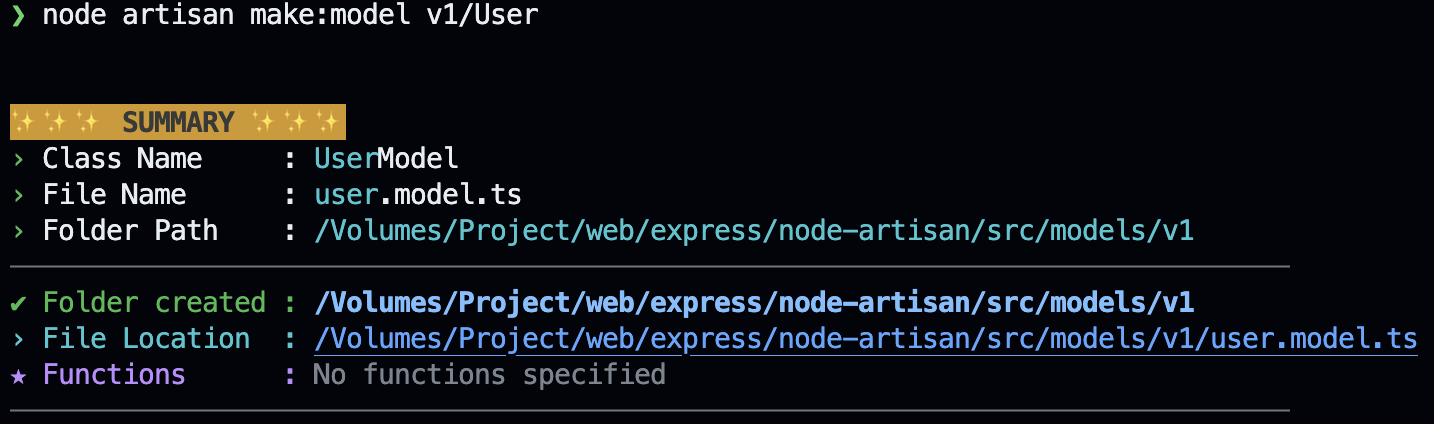 ❯ node artisan make:model v1/User
✨✨✨ SUMMARY ✨✨✨
› Class Name : UserModel
› File Name : user.model.ts
› Folder Path : /Volumes/Project/web/express/node-artisan/src/models/v1
✔ Folder created : /Volumes/Project/web/express/node-artisan/src/models/v1
› File Location : /Volumes/Project/web/express/node-artisan/src/models/v1/user.model.ts
★ Functions : No functions specified